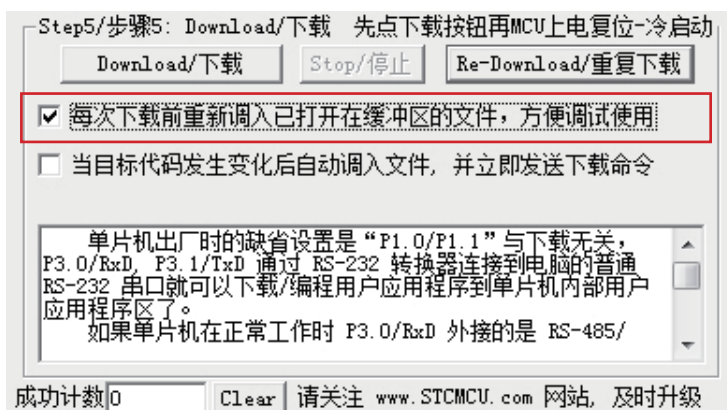 Step5/步骤5: Download/下载 先点下载按钮再MCU上电复位-冷启动
Download/下载 Stop/停止 Re-Download/重复下载
每次下载前重新调入已打开在缓冲区的文件，方便调试使用
当目标代码发生变化后自动调入文件, 并立即发送下载命令
单片机出厂时的缺省设置是“P1.0/P1.1”与下载无关，
P3.0/RxD, P3.1/TxD 通过 RS-232 转换器连接到电脑的普通
RS-232 串口就可以下载/编程用户应用程序到单片机内部用户
应用程序区了。
如果单片机在正常工作时 P3.0/RxD 外接的是 RS-485/
成功计数 0 Clear 请关注 www.STCMCU.com 网站, 及时升级